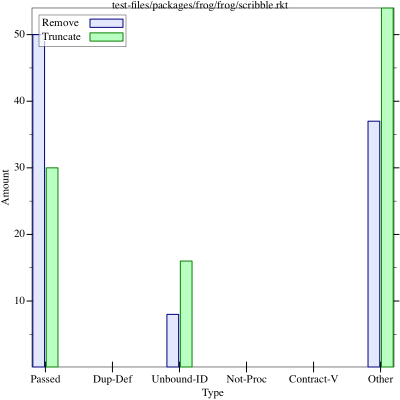 test-files/packages/frog/frog/scribble.rkt
Remove
Truncate
50
40
30
20
10
Amount
Passed Dup-Def Unbound-ID Not-Proc Contract-V Other
Type